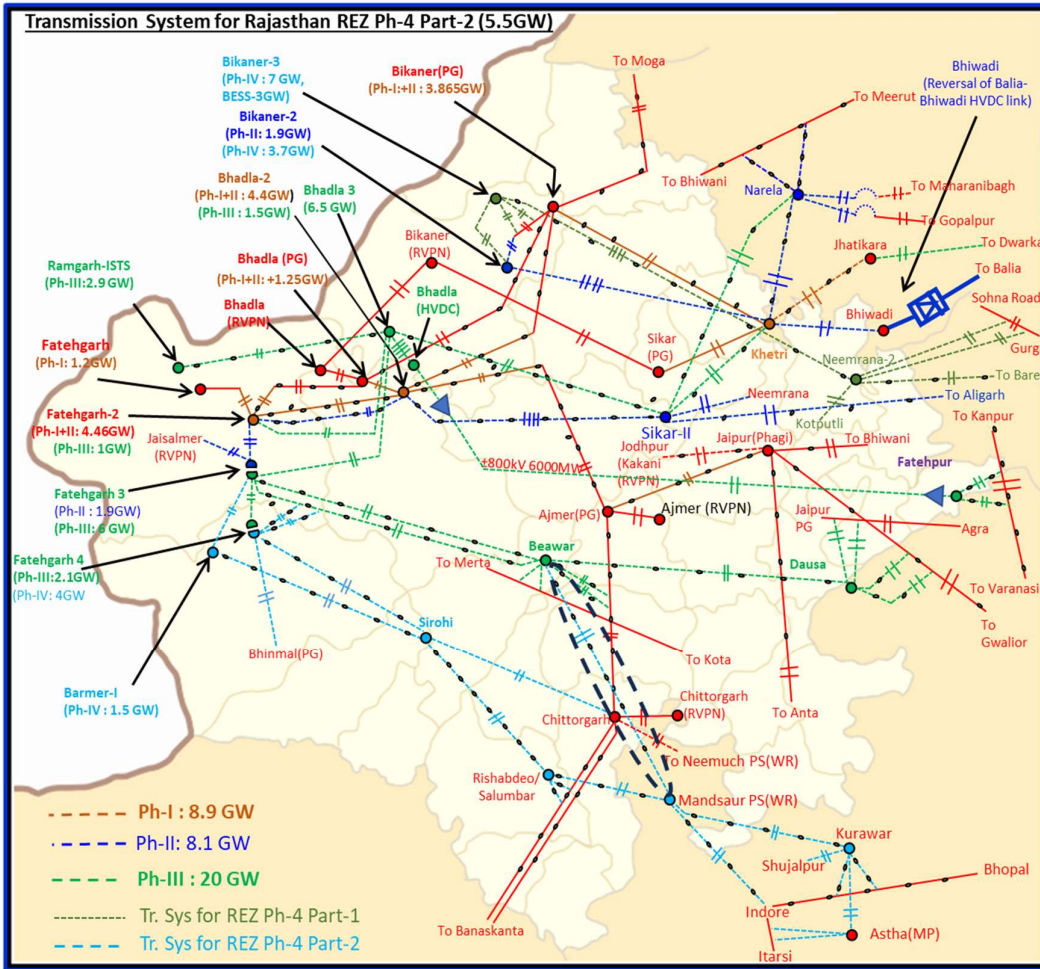 Transmission System for Rajasthan REZ Ph-4 Part-2 (5.5GW)
Bikaner-3
(Ph-IV : 7 GW,
BESS-3GW)
Bikaner-2
(Ph-II: 1.9GW)
(Ph-IV : 3.7GW)
Bikaner(PG)
(Ph-I:+II : 3.865GW)
To Moga
Bhiwadi
(Reversal of Balia-
Bhiwadi HVDC link)
To Meerut
To Bhiwani
Narela
To Maharanibagh
To Gopalpur
Bhadla-2
(Ph-I+II : 4.4GW)
(Ph-III : 1.5GW)
Bhadla 3
(6.5 GW)
Bikaner
(RVPN)
Jhatikara
To Dwarka
To Balia
Ramgarh-ISTS
(Ph-III:2.9 GW)
Bhadla (PG)
(Ph-I+II: +1.25GW)
Bhadla
(HVDC)
Bhadla
(RVPN)
Sohna Road
Bhiwadi
Gurg
Fatehgarh
(Ph-I: 1.2GW)
Sikar
(PG)
Khetri
Neemrana-2
To Bare
Fatehgarh-2
(Ph-I+II: 4.46GW)
(Ph-III: 1GW)
Neemrana
To Aligarh
Kotputli
To Kanpur
Jaisalmer
(RVPN)
Sikar-II
Jodhpur
(Kakani
(RVPN)
Jaipur(Phagi)
To Bhiwani
±800kV 6000MW
Fatehpur
Fatehgarh 3
(Ph-II : 1.9GW)
(Ph-III: 6 GW)
Ajmer(PG)
Ajmer (RVPN)
Jaipur
PG
Agra
Fatehgarh 4
(Ph-III:2.1GW)
(Ph-IV: 4GW
Beawar
To Merta
Dausa
To Varanasi
To
Gwalior
Sirohi
Bhinmal(PG)
To Kota
Barmer-I
(Ph-IV : 1.5 GW)
Chittorgarh
Chittorgarh
(RVPN)
To Anta
To Neemuch PS(WR)
Rishabdeo/
Salumbar
Mandsaur PS(WR)
Kurawar
Shujalpur
Bhopal
Indore
To Banaskanta
Astha(MP)
Itarsi
Ph-I : 8.9 GW
Ph-II: 8.1 GW
Ph-III : 20 GW
Tr. Sys for REZ Ph-4 Part-1
Tr. Sys for REZ Ph-4 Part-2